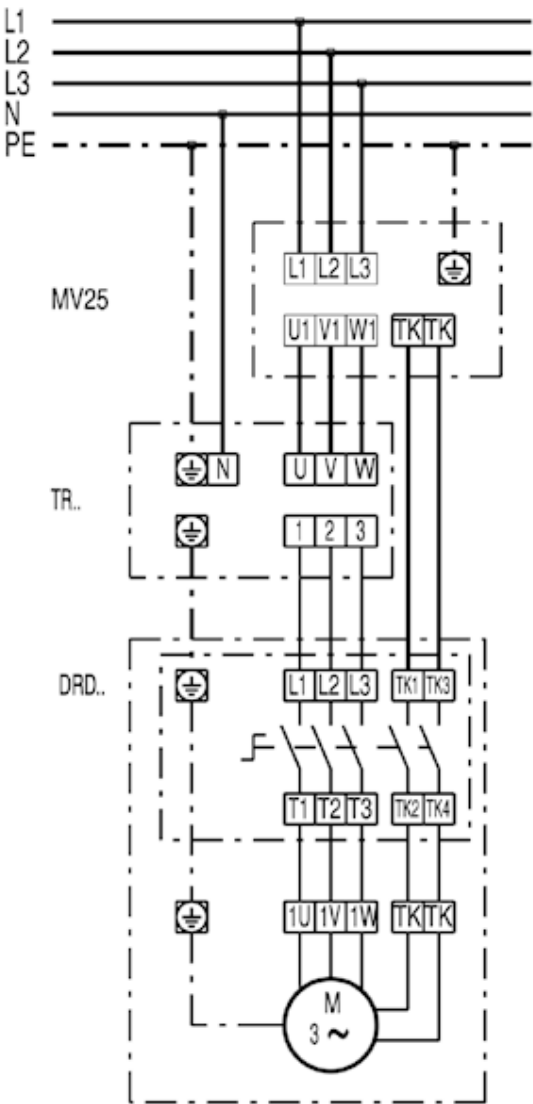 L1
L2
L3
N
PE
L1 L2 L3
MV25
U1 V1 W1 TK TK
N U V W
TR..
1 2 3
DRD..
L1 L2 L3 TK1 TK3
T1 T2 T3 TK2 TK4
1U 1V 1W TK TK
M
3 ~